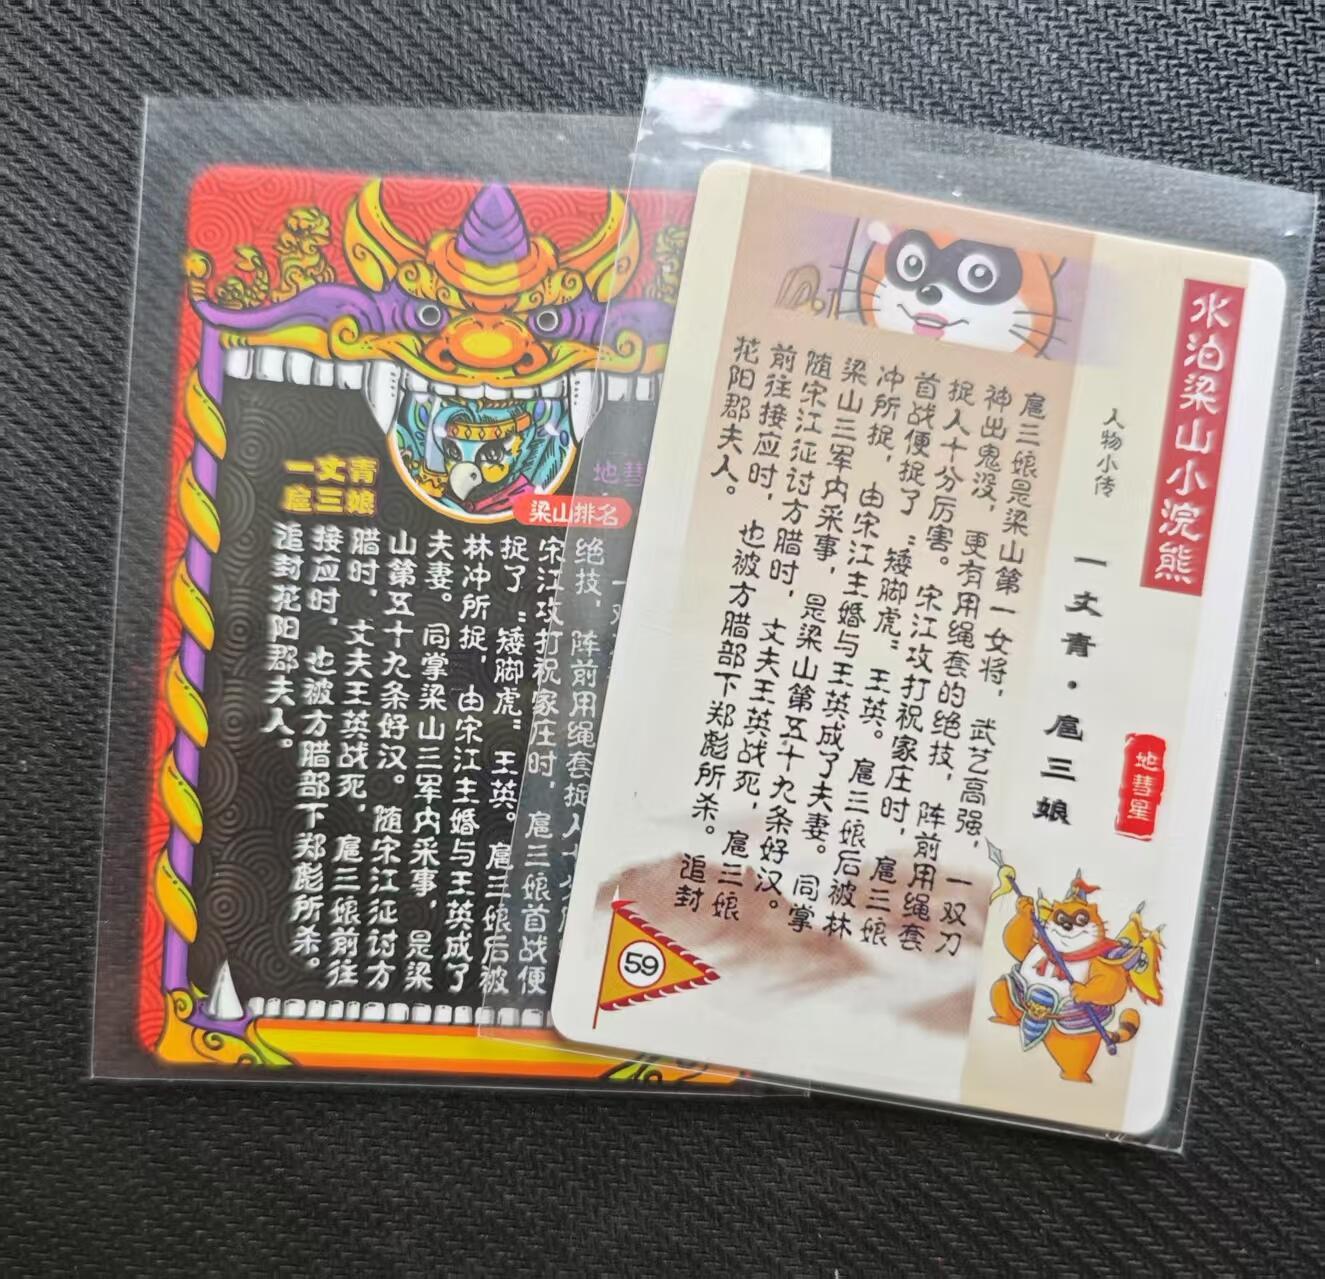 水泊梁山小浣熊
人物小传
一丈青·扈三娘
地彗星
扈三娘是梁山第一女将，武艺高强，一双刀
神出鬼没，更有用绳套的绝技，阵前用绳套
捉人十分厉害。宋江攻打祝家庄时，扈三娘
首战便捉了“矮脚虎”王英。扈三娘后被林
冲所捉，由宋江主婚与王英成了夫妻。同掌
梁山三军内采事，是梁山第五十九条好汉。
随宋江征讨方腊时，丈夫王英战死，扈三娘
前往接应时，也被方腊部下郑彪所杀。追封
花阳郡夫人。
59
一丈青
扈三娘
地彗
梁山排名
一双
绝技，阵前用绳套捉人十
宋江攻打祝家庄时，扈三娘首战便
捉了“矮脚虎”王英。扈三娘后被
林冲所捉，由宋江主婚与王英成了
夫妻。同掌梁山三军内采事，是梁
山第五十九条好汉。随宋江征讨方
腊时，丈夫王英战死，扈三娘前往
接应时，也被方腊部下郑彪所杀。
追封花阳郡夫人。